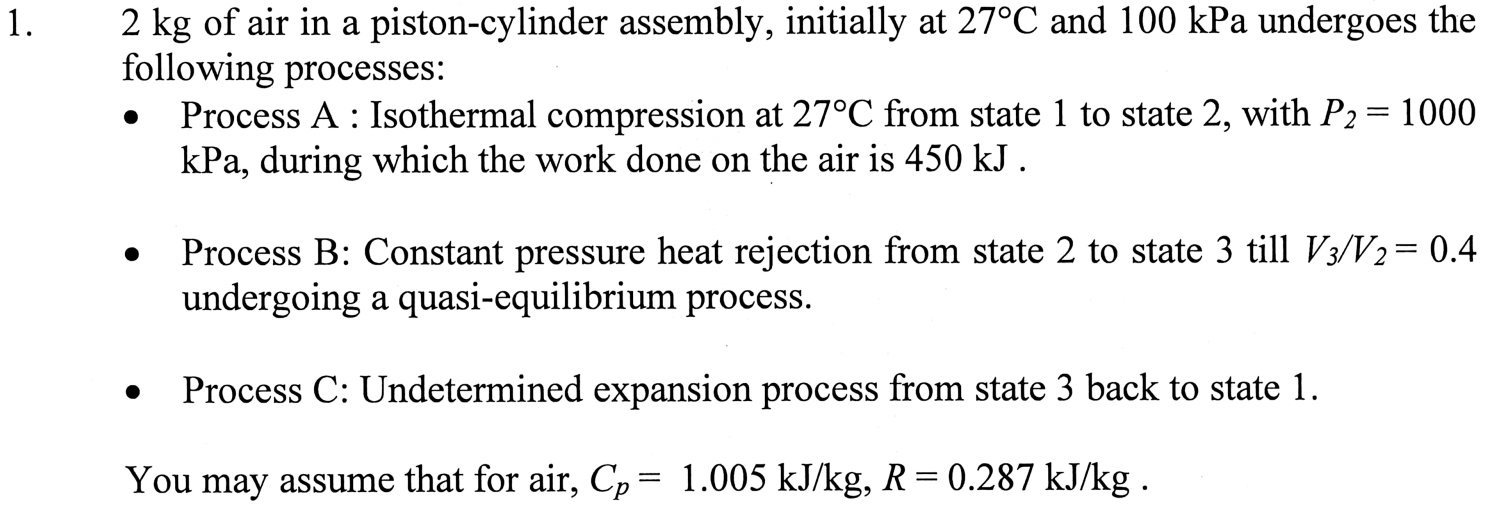 1. 2 kg of air in a piston-cylinder assembly, initially at 27°C and 100 kPa undergoes the
following processes:
• Process A : Isothermal compression at 27°C from state 1 to state 2, with P₂ = 1000
kPa, during which the work done on the air is 450 kJ .
• Process B: Constant pressure heat rejection from state 2 to state 3 till V₃/V₂ = 0.4
undergoing a quasi-equilibrium process.
• Process C: Undetermined expansion process from state 3 back to state 1.
You may assume that for air, Cₚ = 1.005 kJ/kg, R = 0.287 kJ/kg .